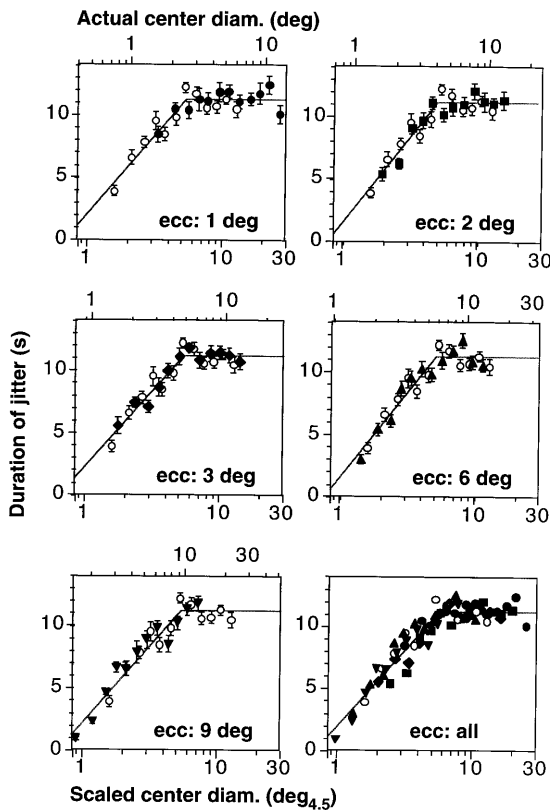 Actual center diam. (deg)
1 10
1 10
10
5
0
10
5
0
ecc: 1 deg
ecc: 2 deg
1 10 30
1 10 30
1 10
1 10 30
Duration of jitter (s)
10
5
0
10
5
0
ecc: 3 deg
ecc: 6 deg
1 10 30
1 10 30
10 30
10
5
0
10
5
0
ecc: 9 deg
ecc: all
1 10 30
1 10 30
Scaled center diam. (deg4.5)